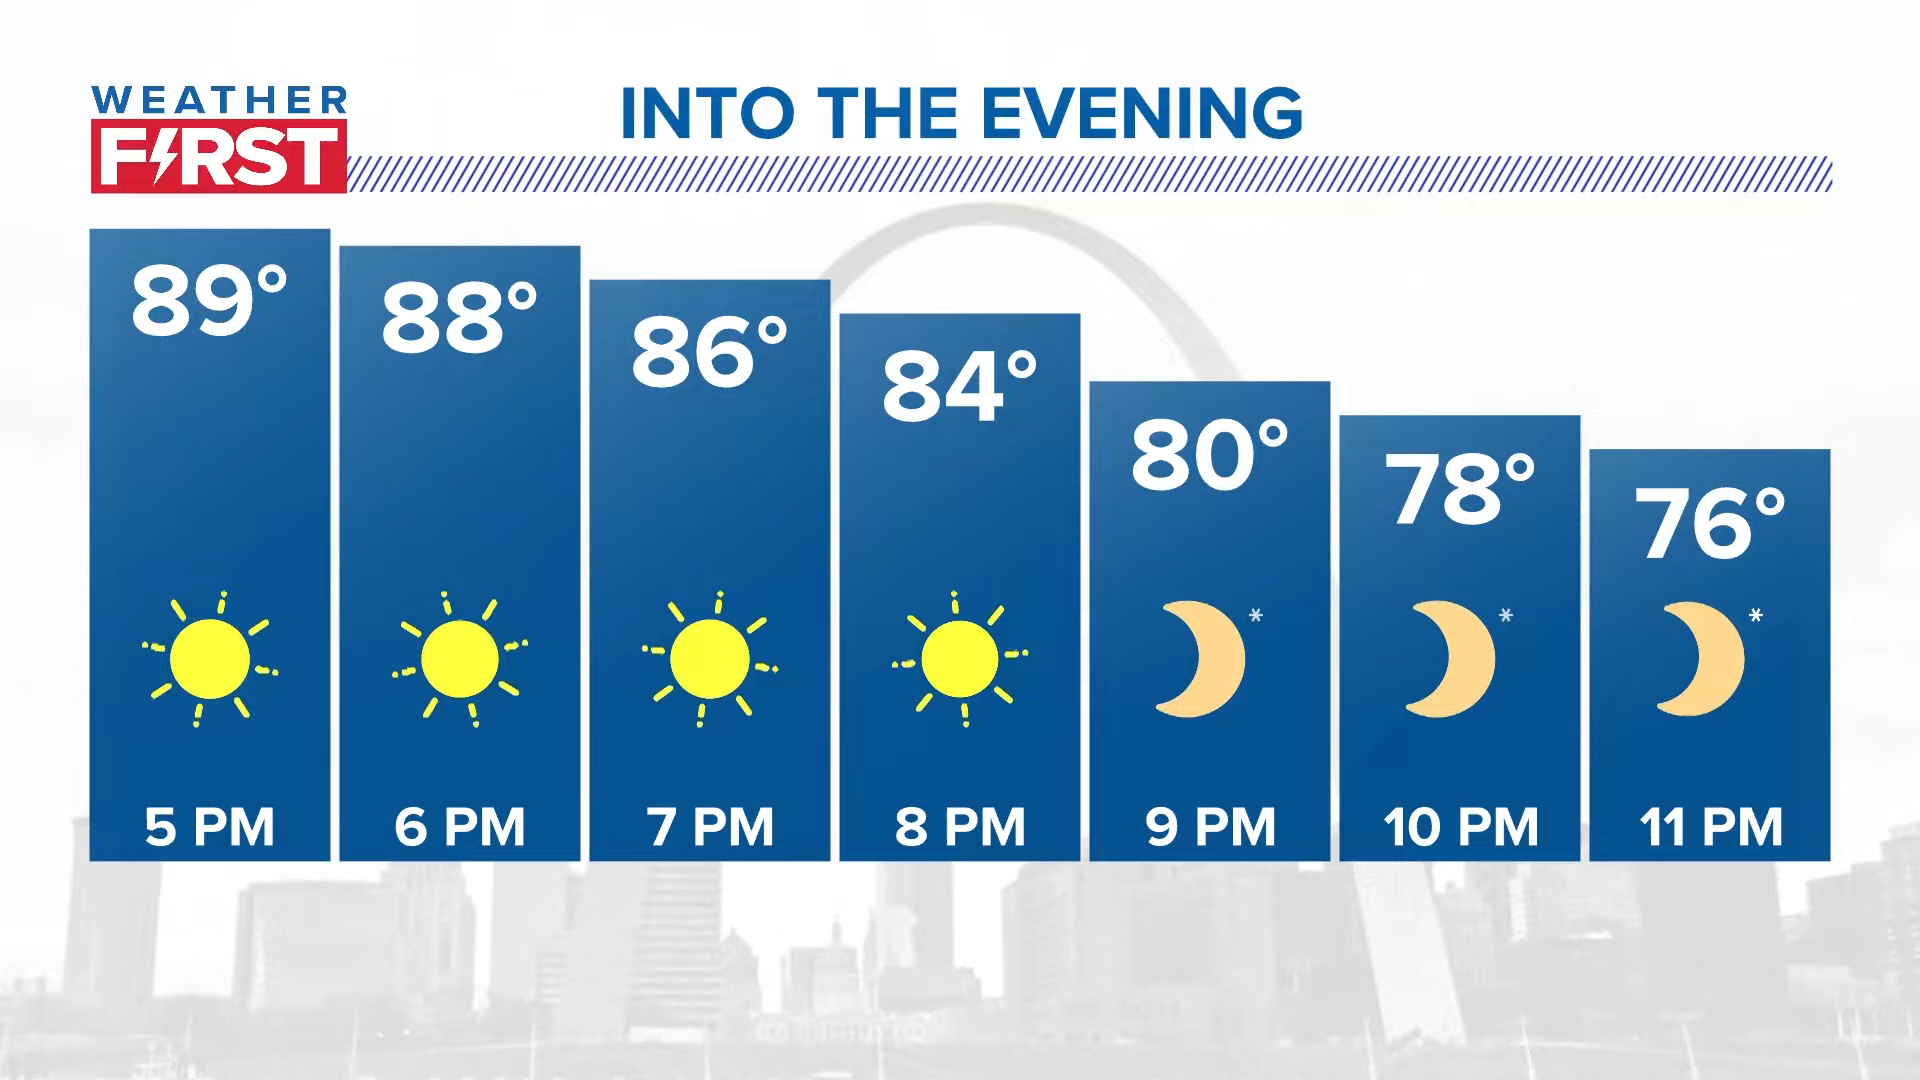 WEATHER
FIRST
INTO THE EVENING
89° 88° 86° 84° 80° 78° 76°
5 PM 6 PM 7 PM 8 PM 9 PM 10 PM 11 PM